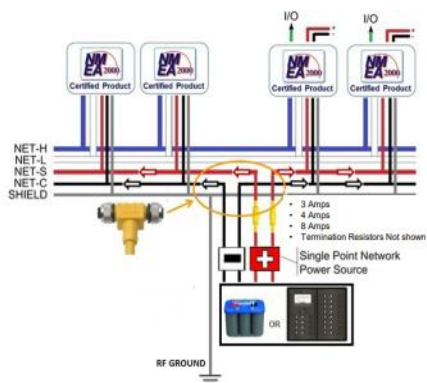 I/O
I/O
NMEA 2000
Certified Product
NMEA 2000
Certified Product
NMEA 2000
Certified Product
NMEA 2000
Certified Product
NET-H
NET-L
NET-S
NET-C
SHIELD
• 3 Amps
• 4 Amps
• 8 Amps
• Termination Resistors Not shown
Single Point Network
Power Source
OR
RF GROUND